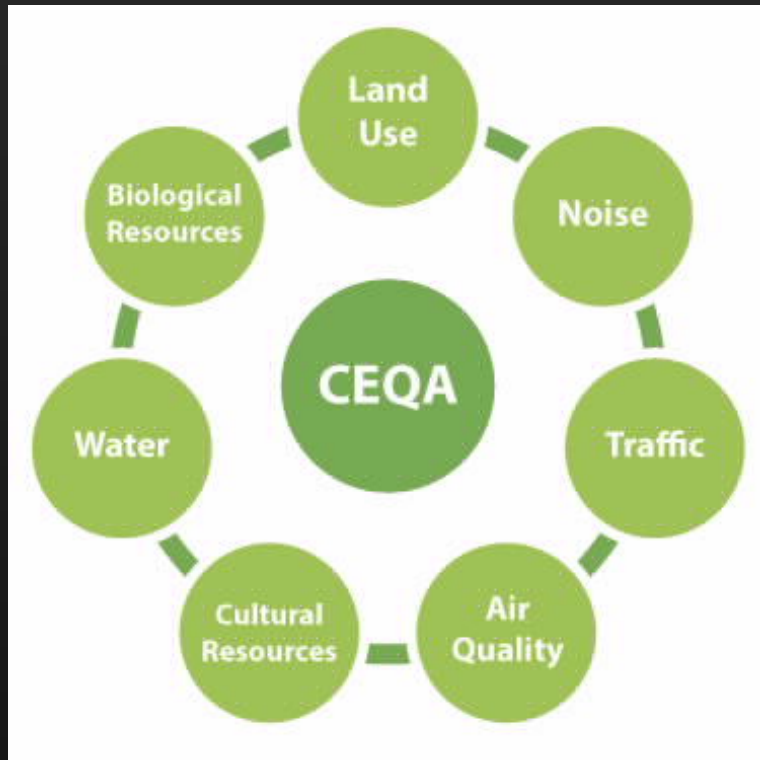 Land
Use
Noise
Traffic
Air
Quality
Cultural
Resources
Water
Biological
Resources
CEQA